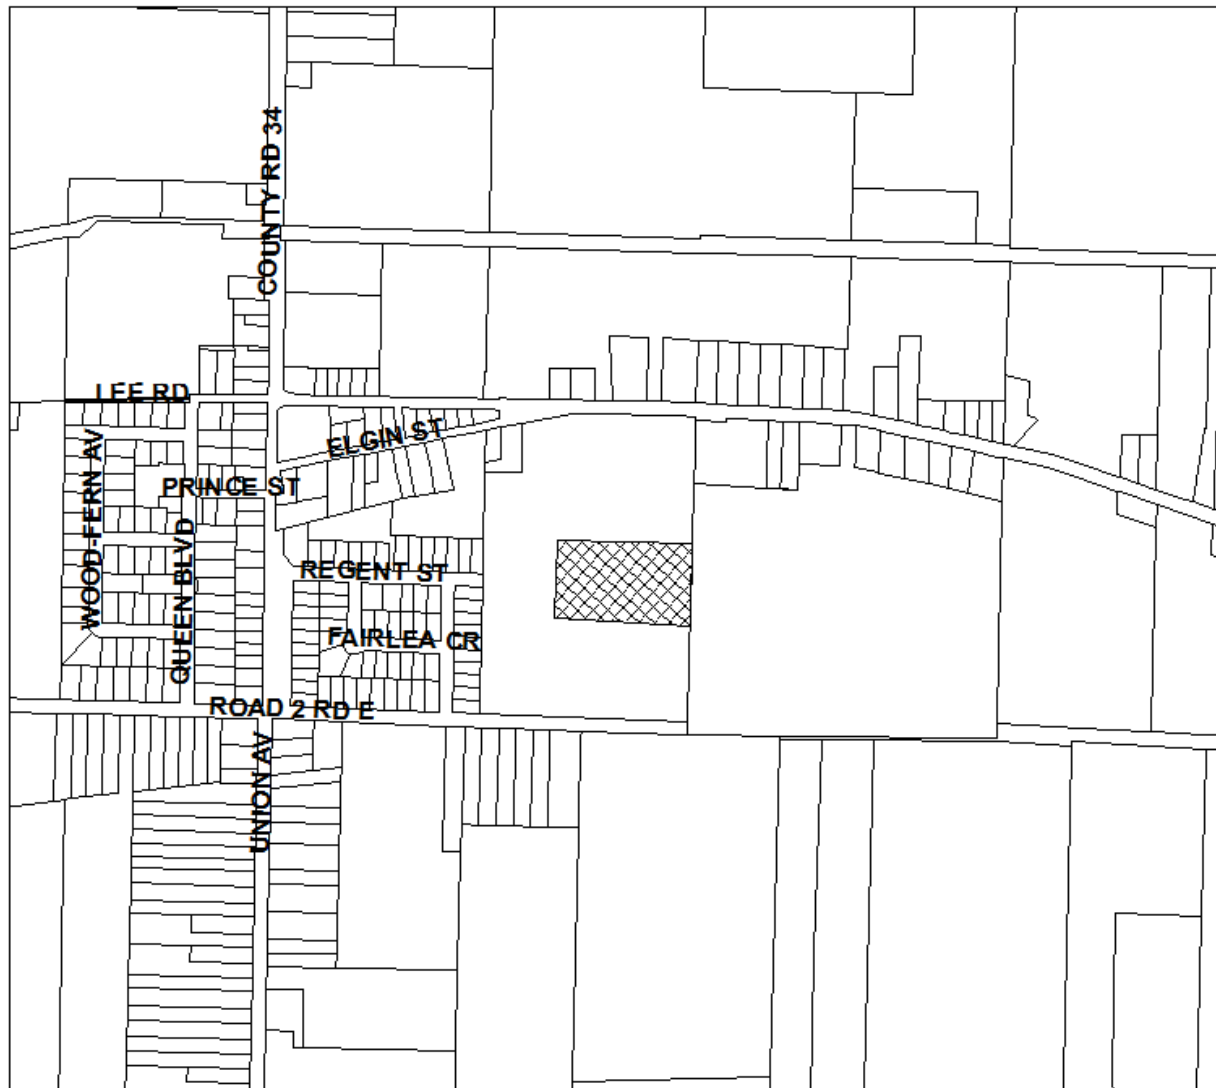 COUNTY RD 34
LEE RD
ELGIN ST
PRINCE ST
WOOD-FERN AV
QUEEN BLVD
REGENT ST
FAIRLEA CR
ROAD 2 RD E
UNION AV